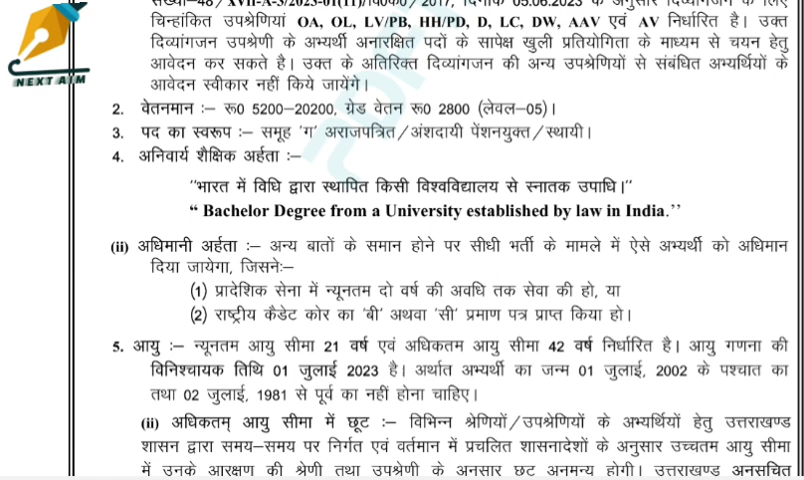 संख्या-48/XVII-A-3/2023-01(11)/वि0क0/2017, दिनांक 05.06.2023 के अनुसार दिव्यांगजन के लिए
चिन्हांकित उपश्रेणियां OA, OL, LV/PB, HH/PD, D, LC, DW, AAV एवं AV निर्धारित है। उक्त
दिव्यांगजन उपश्रेणी के अभ्यर्थी अनारक्षित पदों के सापेक्ष खुली प्रतियोगिता के माध्यम से चयन हेतु
आवेदन कर सकते है। उक्त के अतिरिक्त दिव्यांगजन की अन्य उपश्रेणियों से संबंधित अभ्यर्थियों के
आवेदन स्वीकार नहीं किये जायेंगे।
NEXT AIM
2. वेतनमान :– रू0 5200–20200, ग्रेड वेतन रू0 2800 (लेवल–05)।
3. पद का स्वरूप :– समूह 'ग' अराजपत्रित/अंशदायी पेंशनयुक्त/स्थायी।
4. अनिवार्य शैक्षिक अर्हता :–
"भारत में विधि द्वारा स्थापित किसी विश्वविद्यालय से स्नातक उपाधि।"
“ Bachelor Degree from a University established by law in India.’’
(ii) अधिमानी अर्हता :– अन्य बातों के समान होने पर सीधी भर्ती के मामले में ऐसे अभ्यर्थी को अधिमान
दिया जायेगा, जिसने:–
(1) प्रादेशिक सेना में न्यूनतम दो वर्ष की अवधि तक सेवा की हो, या
(2) राष्ट्रीय कैडेट कोर का 'बी' अथवा 'सी' प्रमाण पत्र प्राप्त किया हो।
5. आयु :– न्यूनतम आयु सीमा 21 वर्ष एवं अधिकतम आयु सीमा 42 वर्ष निर्धारित है। आयु गणना की
विनिश्चायक तिथि 01 जुलाई 2023 है। अर्थात अभ्यर्थी का जन्म 01 जुलाई, 2002 के पश्चात का
तथा 02 जुलाई, 1981 से पूर्व का नहीं होना चाहिए।
(ii) अधिकतम् आयु सीमा में छूट :– विभिन्न श्रेणियों/उपश्रेणियों के अभ्यर्थियों हेतु उत्तराखण्ड
शासन द्वारा समय–समय पर निर्गत एवं वर्तमान में प्रचलित शासनादेशों के अनुसार उच्चतम आयु सीमा
में उनके आरक्षण की श्रेणी तथा उपश्रेणी के अनुसार छूट अनुमन्य होगी। उत्तराखण्ड अनुसूचित